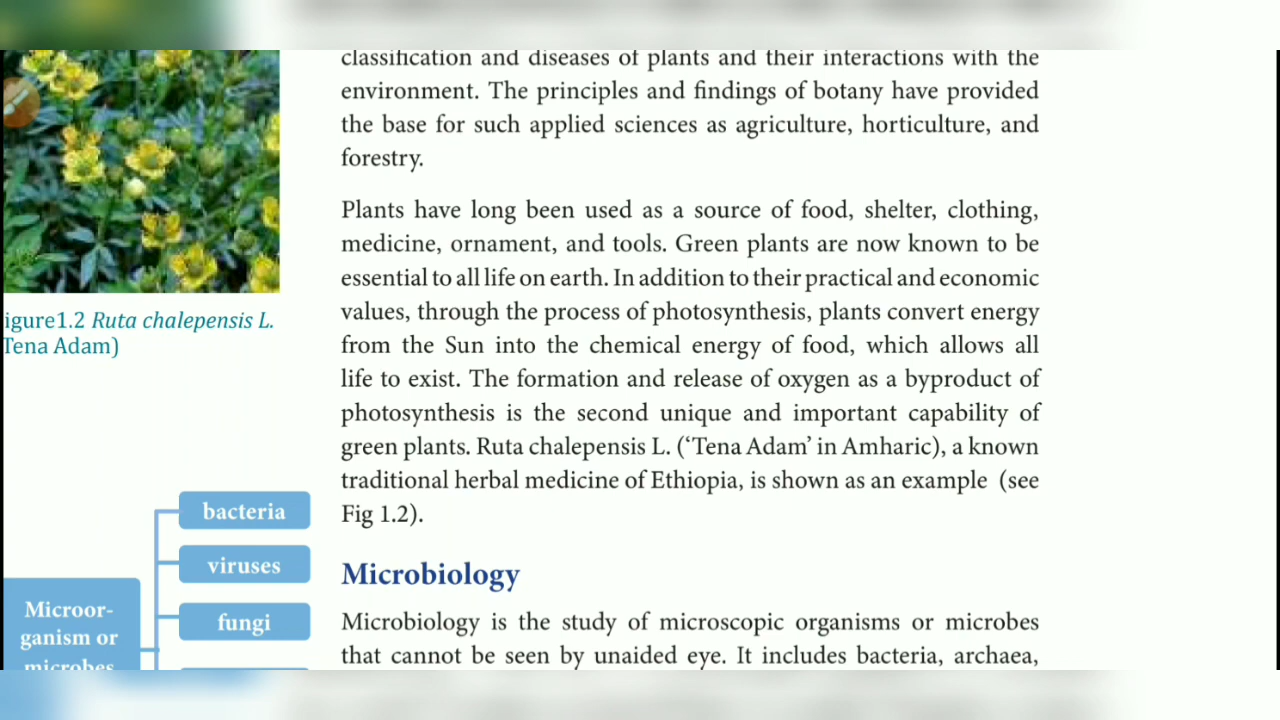 classification and diseases of plants and their interactions with the
environment. The principles and findings of botany have provided
the base for such applied sciences as agriculture, horticulture, and
forestry.
Plants have long been used as a source of food, shelter, clothing,
medicine, ornament, and tools. Green plants are now known to be
essential to all life on earth. In addition to their practical and economic
values, through the process of photosynthesis, plants convert energy
from the Sun into the chemical energy of food, which allows all
life to exist. The formation and release of oxygen as a byproduct of
photosynthesis is the second unique and important capability of
green plants. Ruta chalepensis L. (‘Tena Adam’ in Amharic), a known
traditional herbal medicine of Ethiopia, is shown as an example (see
Fig 1.2).
igure1.2 Ruta chalepensis L.
Tena Adam)
Microbiology
Microbiology is the study of microscopic organisms or microbes
that cannot be seen by unaided eye. It includes bacteria, archaea,
Microor-
ganism or
microbes
bacteria
viruses
fungi